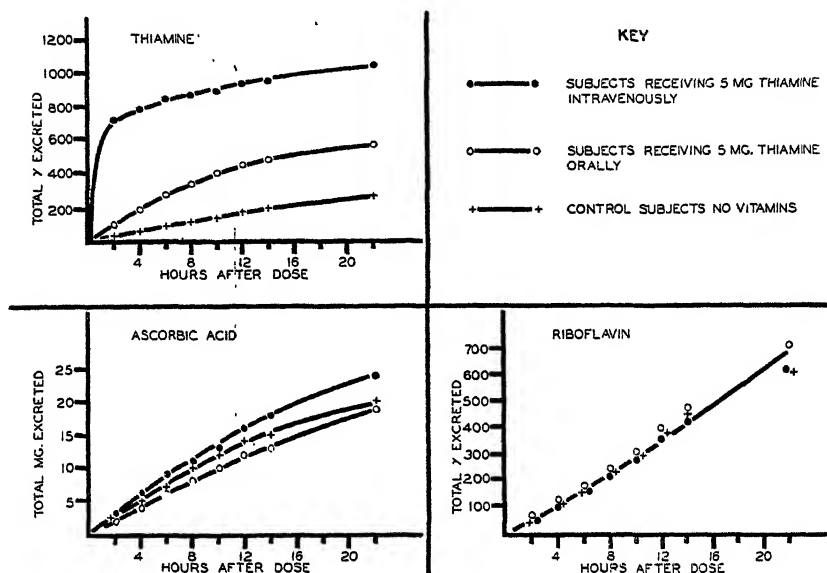 THIAMINE
TOTAL γ EXCRETED
1200
1000
800
600
400
200
4 8 12 16 20
HOURS AFTER DOSE
KEY
SUBJECTS RECEIVING 5 MG THIAMINE
INTRAVENOUSLY
SUBJECTS RECEIVING 5 MG. THIAMINE
ORALLY
CONTROL SUBJECTS NO VITAMINS
ASCORBIC ACID
TOTAL MG. EXCRETED
25
20
15
10
5
4 8 12 16 20
HOURS AFTER DOSE
RIBOFLAVIN
TOTAL γ EXCRETED
700
600
500
400
300
200
100
4 8 12 16 20
HOURS AFTER DOSE